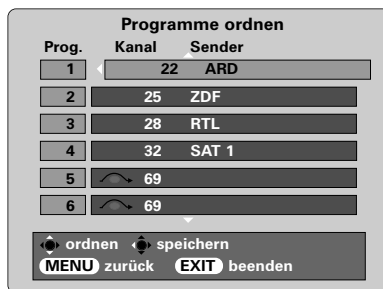 Programme ordnen
Prog. Kanal Sender
1 22 ARD
2 25 ZDF
3 28 RTL
4 32 SAT 1
5 69
6 69
ordnen speichern
MENU zurück EXIT beenden